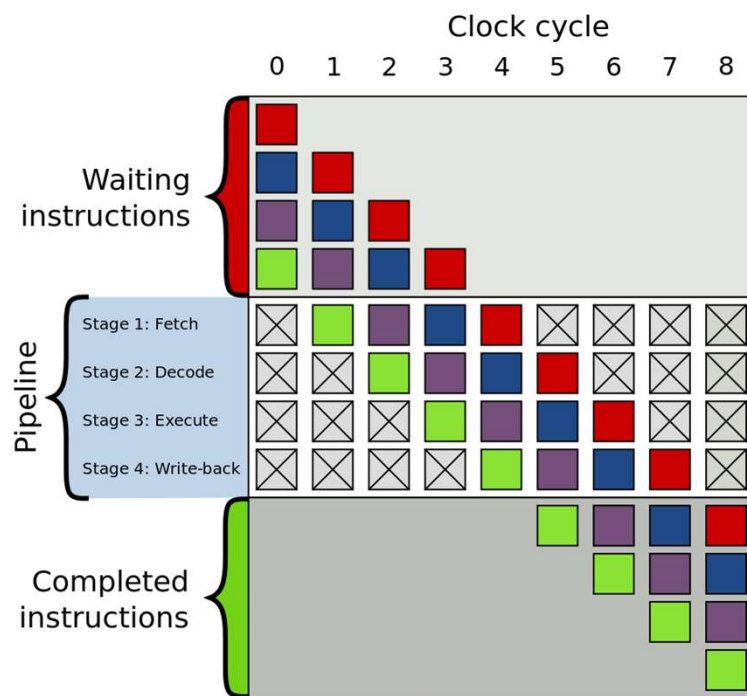 Clock cycle
0 1 2 3 4 5 6 7 8
Waiting
instructions
Pipeline
Stage 1: Fetch
Stage 2: Decode
Stage 3: Execute
Stage 4: Write-back
Completed
instructions